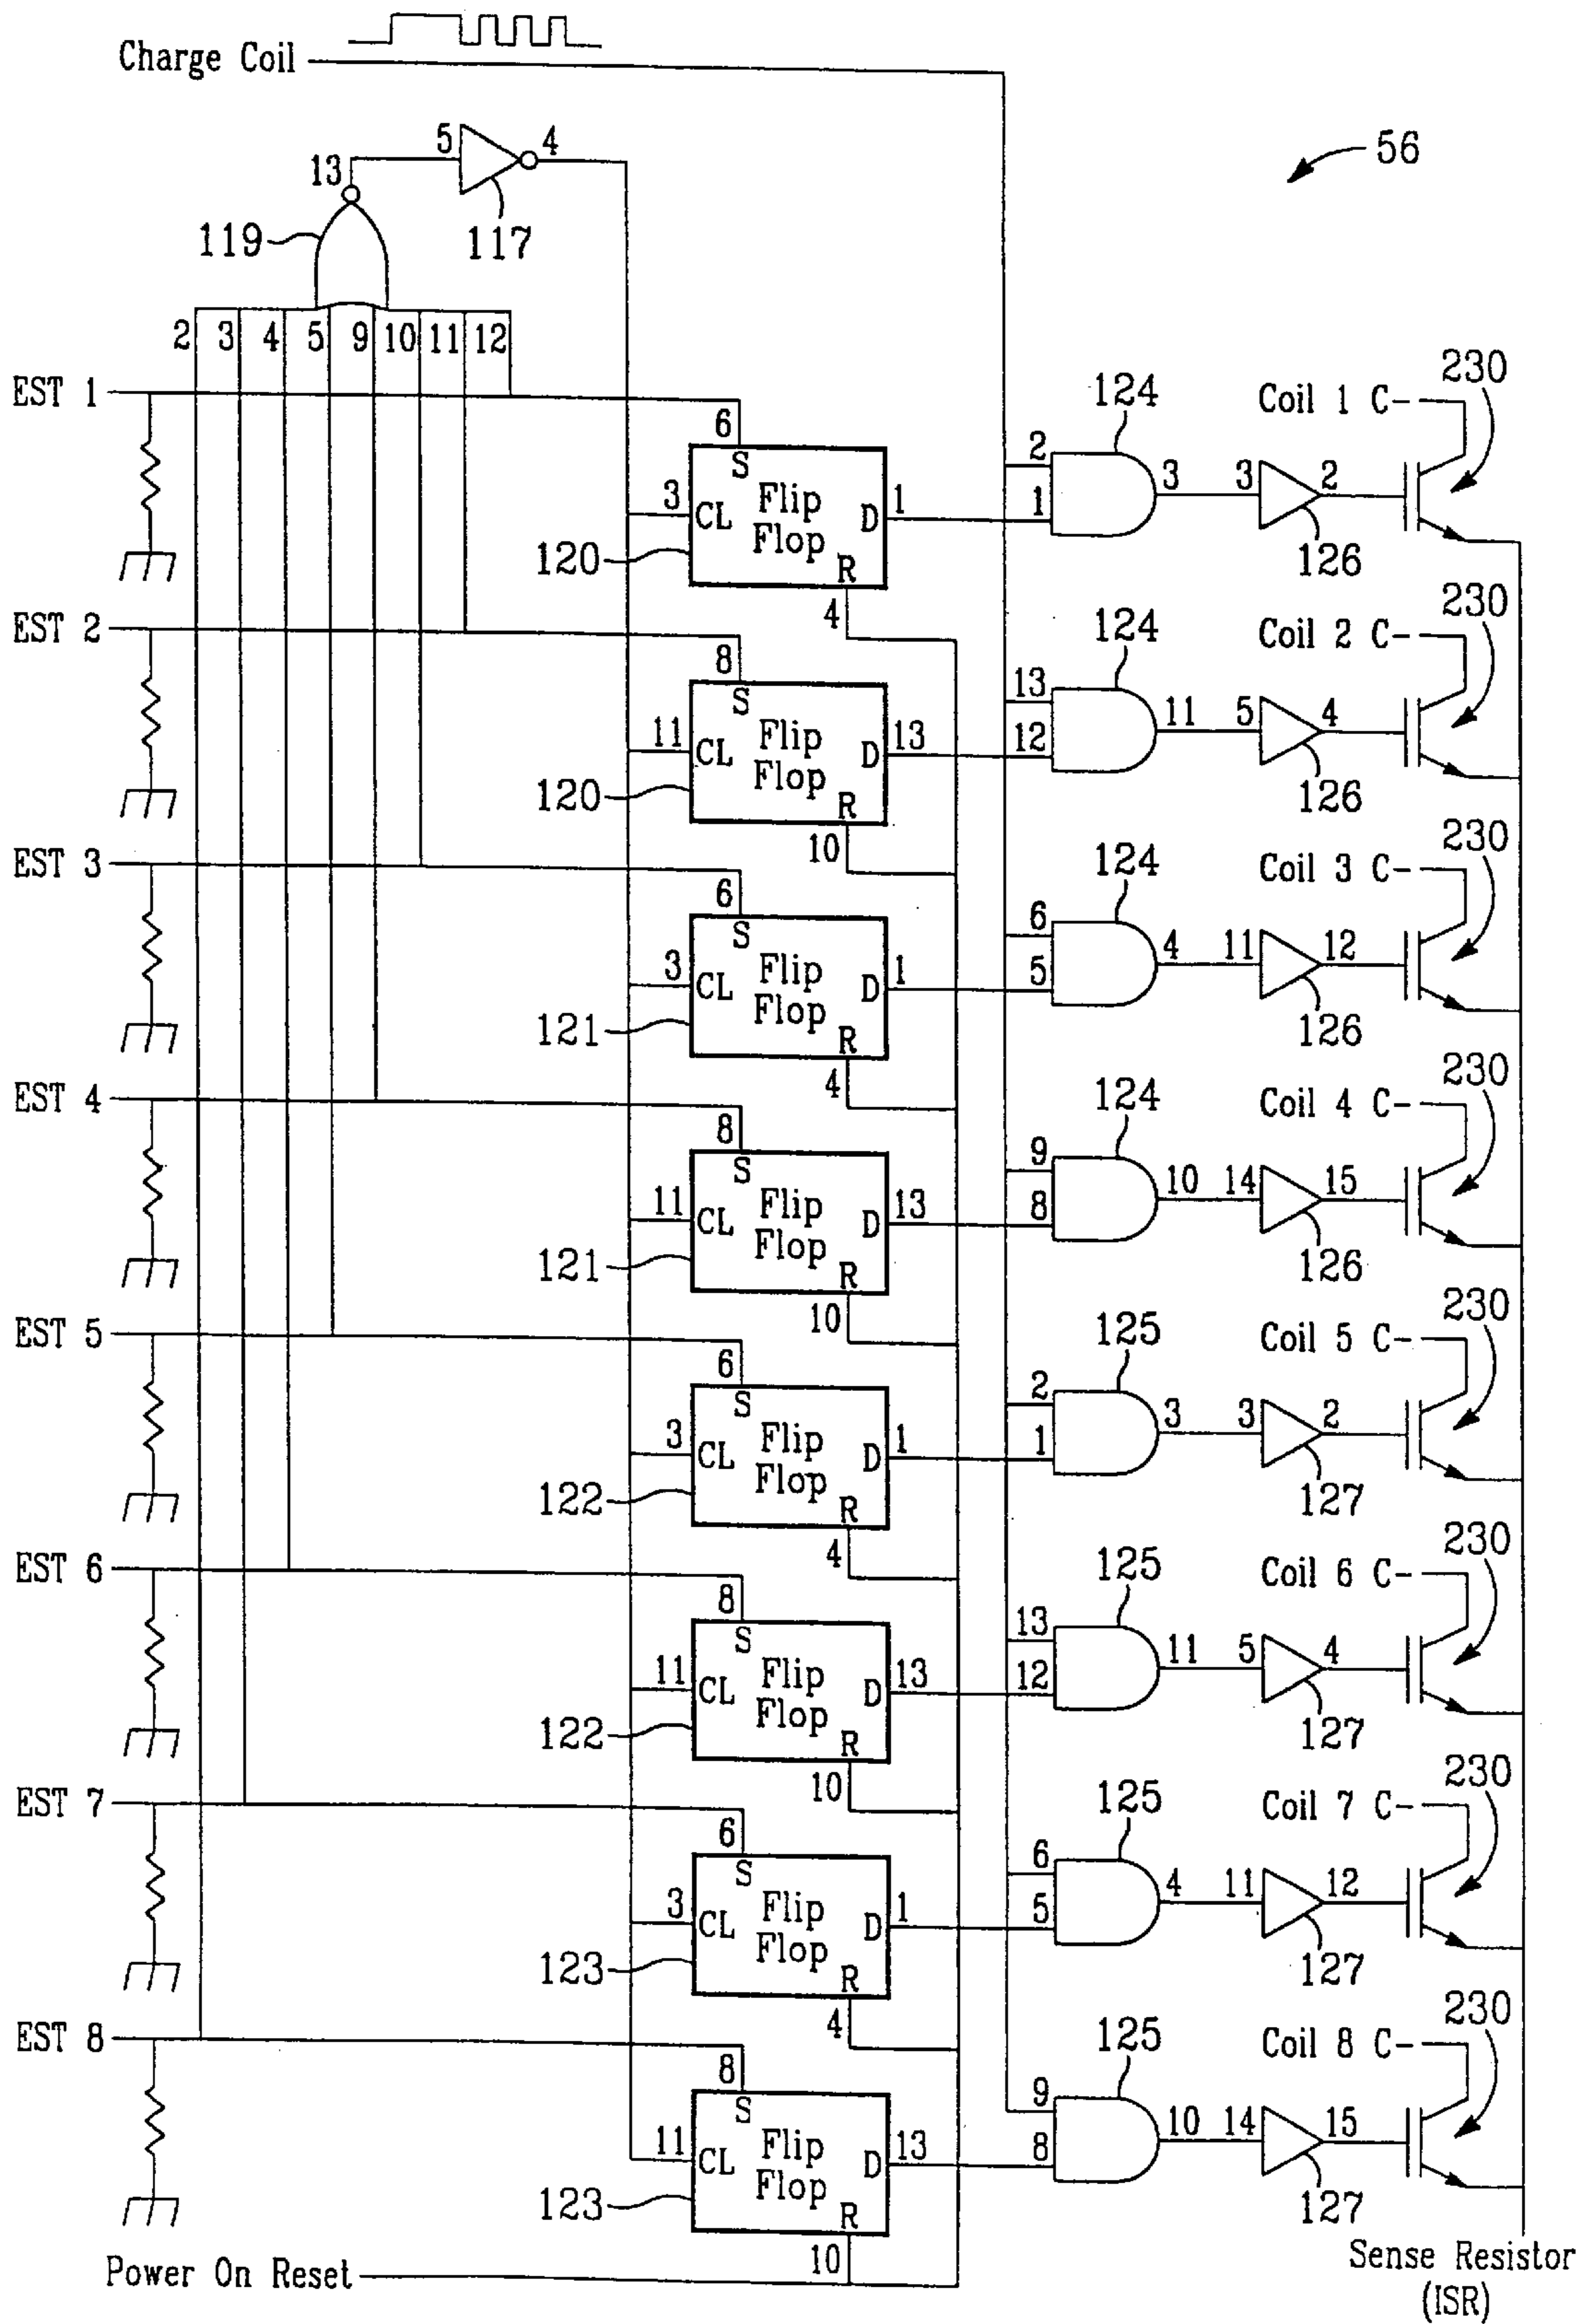 Charge Coil
56
5
4
13
119
117
2 3 4 5 9 10 11 12
EST 1
6
S
3
CL
Flip
Flop
D
1
R
4
120
2
1
124
3
3
2
126
Coil 1 C-
230
EST 2
8
S
11
CL
Flip
Flop
D
13
R
10
120
13
12
124
11
5
4
126
Coil 2 C-
230
EST 3
6
S
3
CL
Flip
Flop
D
1
R
4
121
6
5
124
4
11
12
126
Coil 3 C-
230
EST 4
8
S
11
CL
Flip
Flop
D
13
R
10
121
9
8
124
10
14
15
126
Coil 4 C-
230
EST 5
6
S
3
CL
Flip
Flop
D
1
R
4
122
2
1
125
3
3
2
127
Coil 5 C-
230
EST 6
8
S
11
CL
Flip
Flop
D
13
R
10
122
13
12
125
11
5
4
127
Coil 6 C-
230
EST 7
6
S
3
CL
Flip
Flop
D
1
R
4
123
6
5
125
4
11
12
127
Coil 7 C-
230
EST 8
8
S
11
CL
Flip
Flop
D
13
R
10
123
9
8
125
10
14
15
127
Coil 8 C-
230
Power On Reset
Sense Resistor
(ISR)